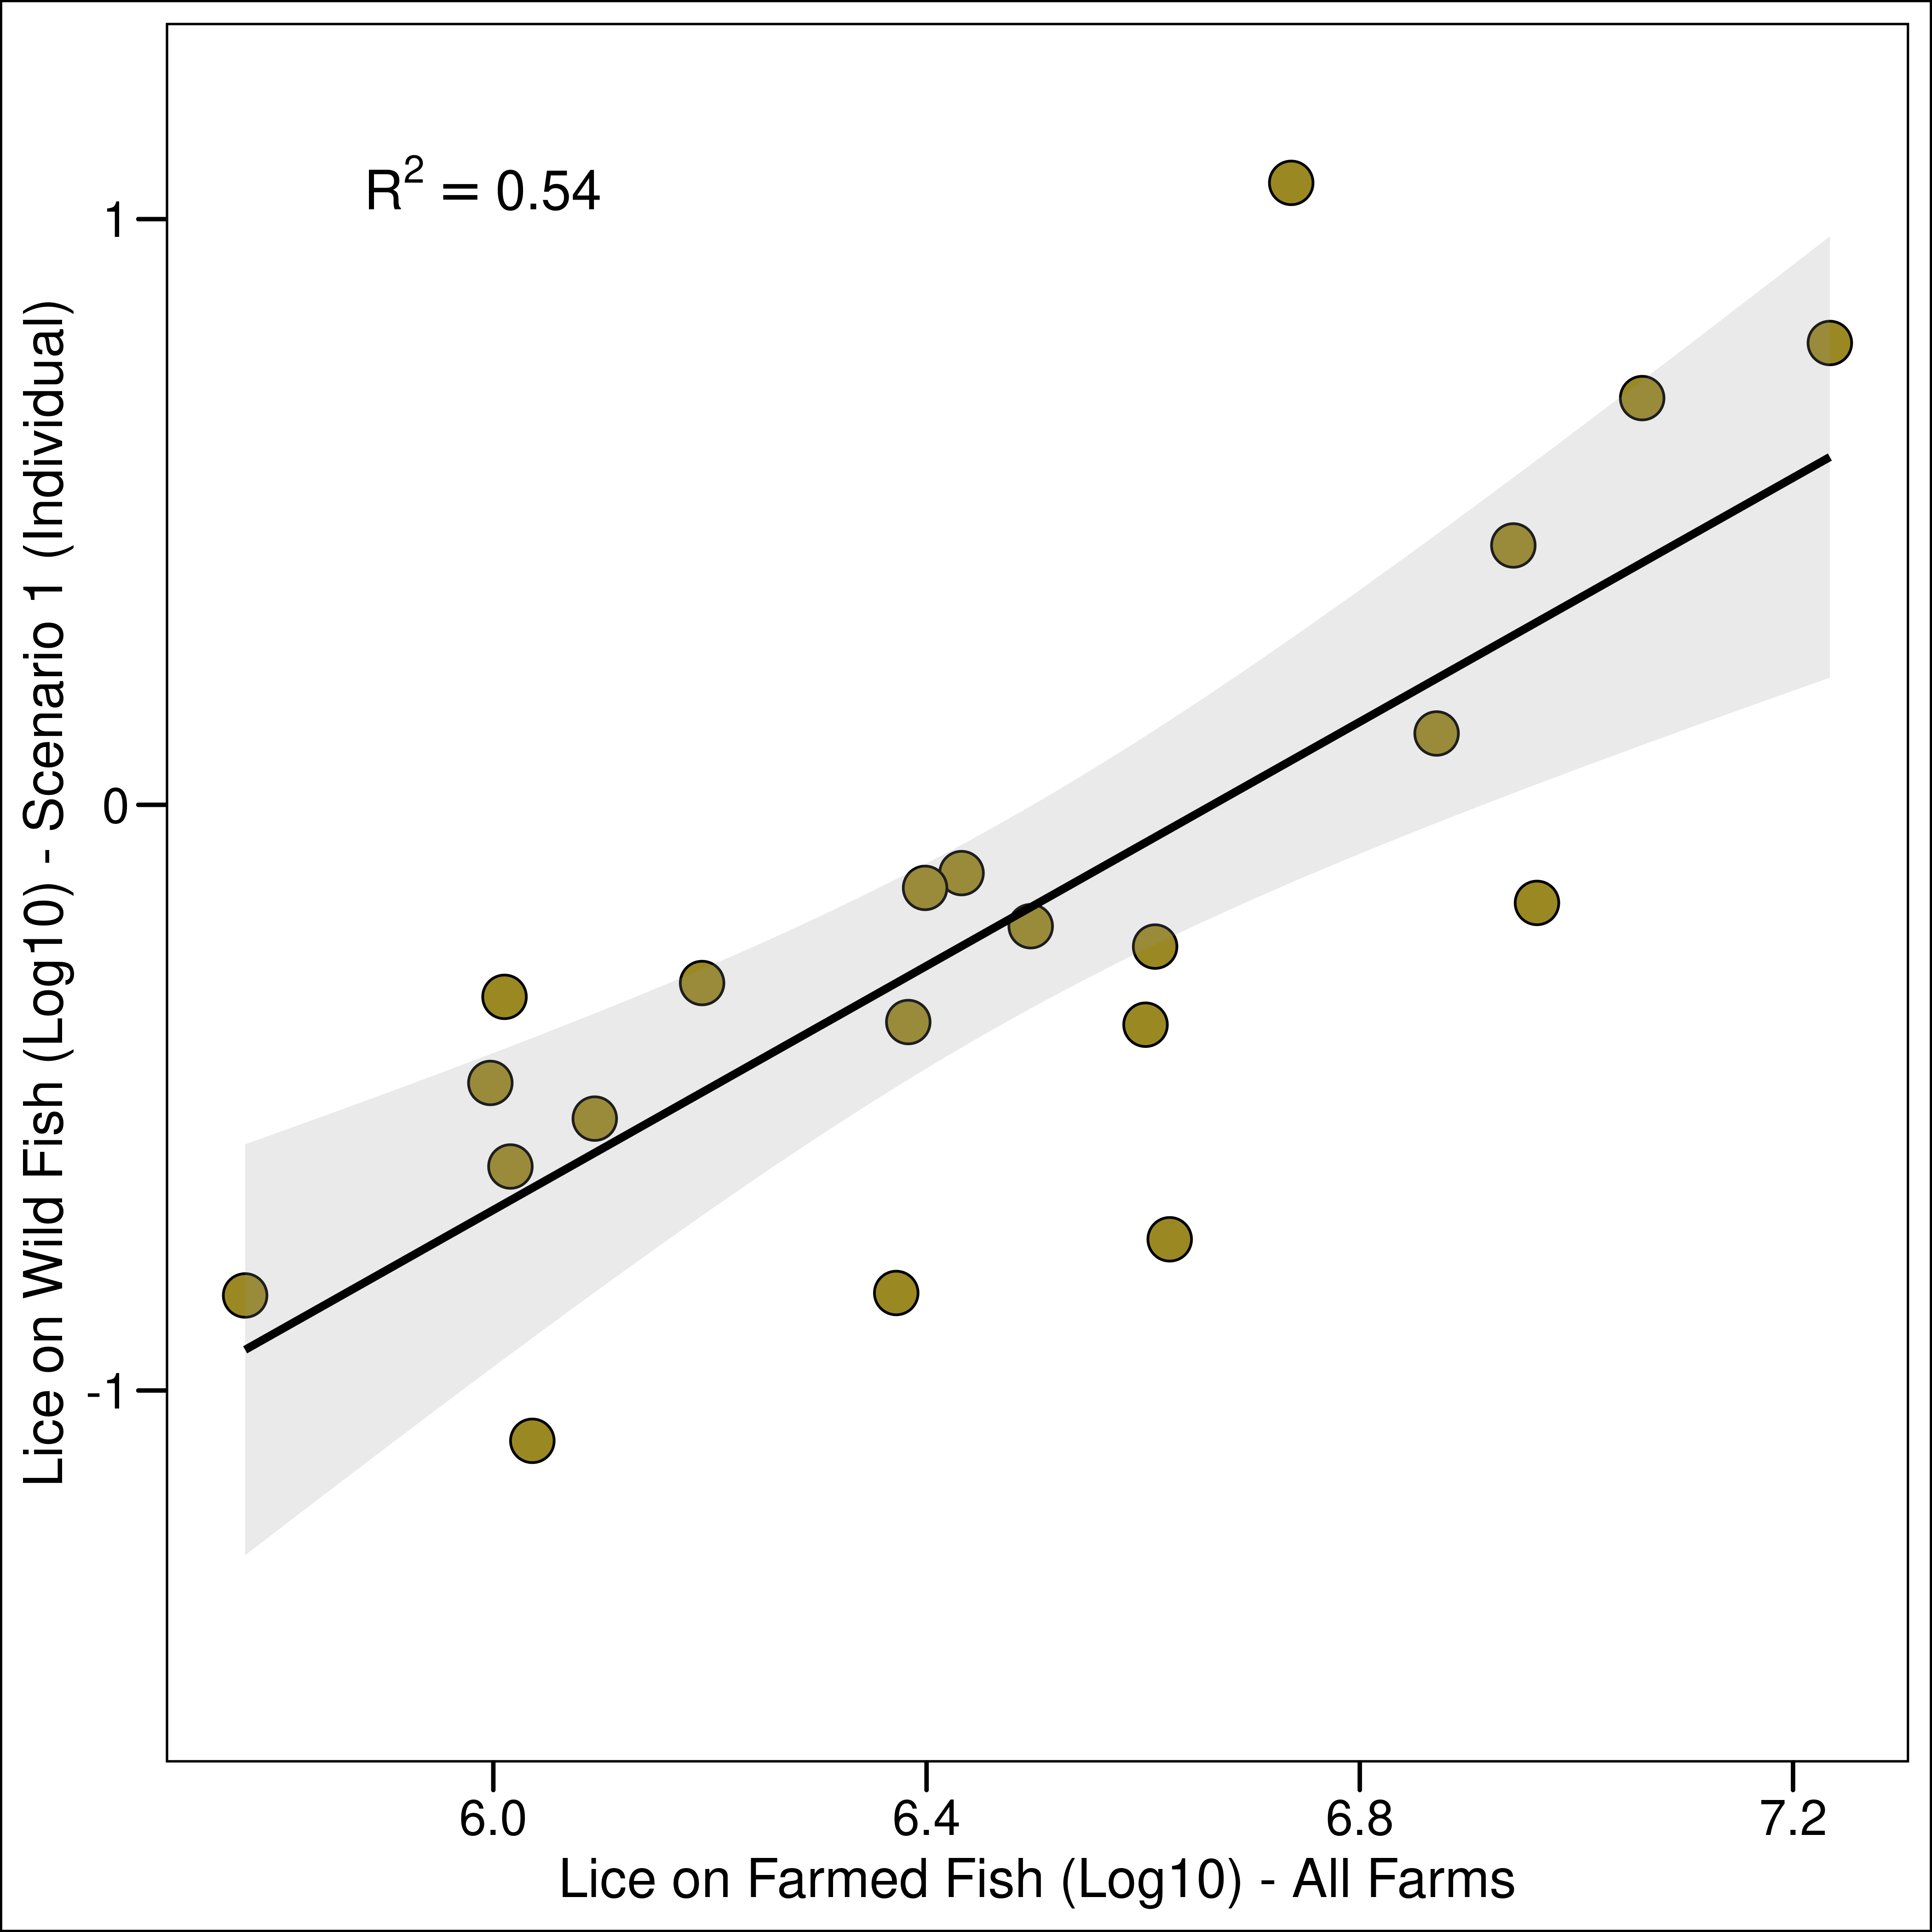 R² = 0.54
1
0
-1
Lice on Wild Fish (Log10) - Scenario 1 (Individual)
6.0 6.4 6.8 7.2
Lice on Farmed Fish (Log10) - All Farms